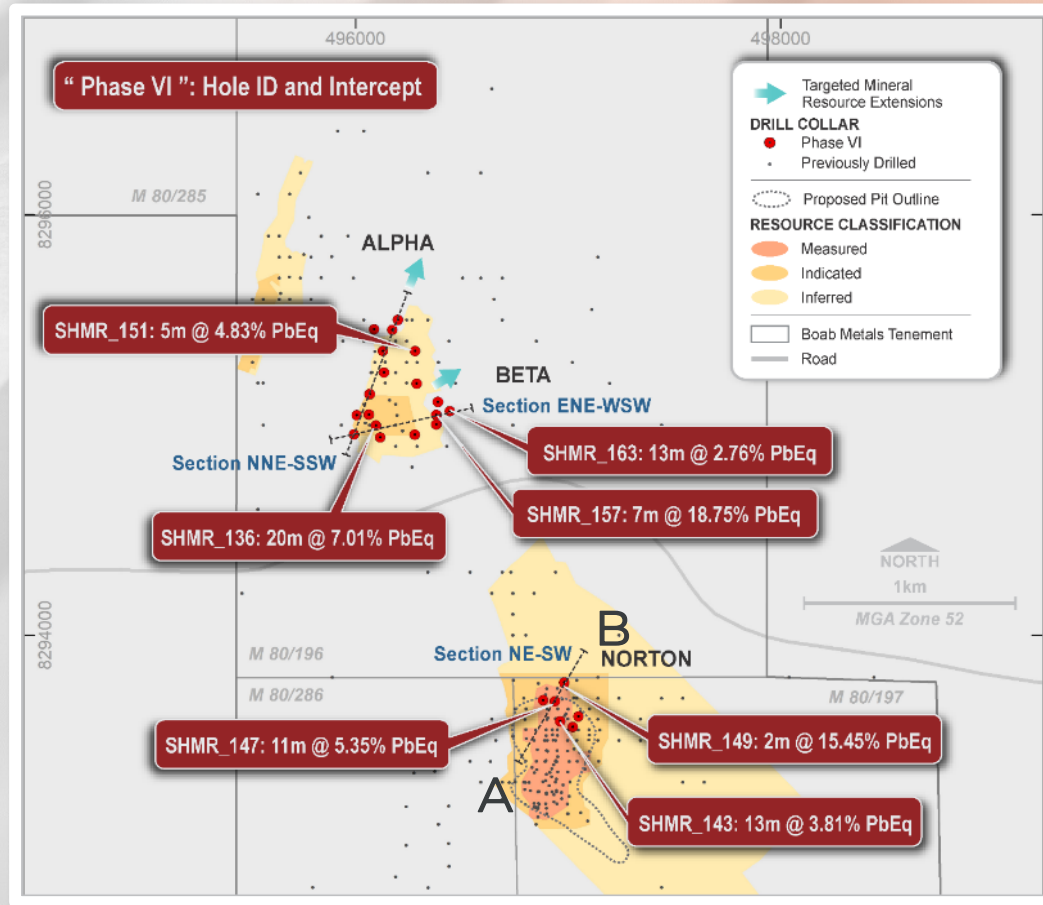 496000
498000
“ Phase VI ”: Hole ID and Intercept
Targeted Mineral
Resource Extensions
DRILL COLLAR
Phase VI
Previously Drilled
Proposed Pit Outline
RESOURCE CLASSIFICATION
Measured
Indicated
Inferred
Boab Metals Tenement
Road
M 80/285
8296000
ALPHA
SHMR_151: 5m @ 4.83% PbEq
BETA
Section ENE-WSW
SHMR_163: 13m @ 2.76% PbEq
Section NNE-SSW
SHMR_157: 7m @ 18.75% PbEq
SHMR_136: 20m @ 7.01% PbEq
NORTH
1km
MGA Zone 52
8294000
B
M 80/196
Section NE-SW
NORTON
M 80/286
M 80/197
SHMR_147: 11m @ 5.35% PbEq
SHMR_149: 2m @ 15.45% PbEq
A
SHMR_143: 13m @ 3.81% PbEq